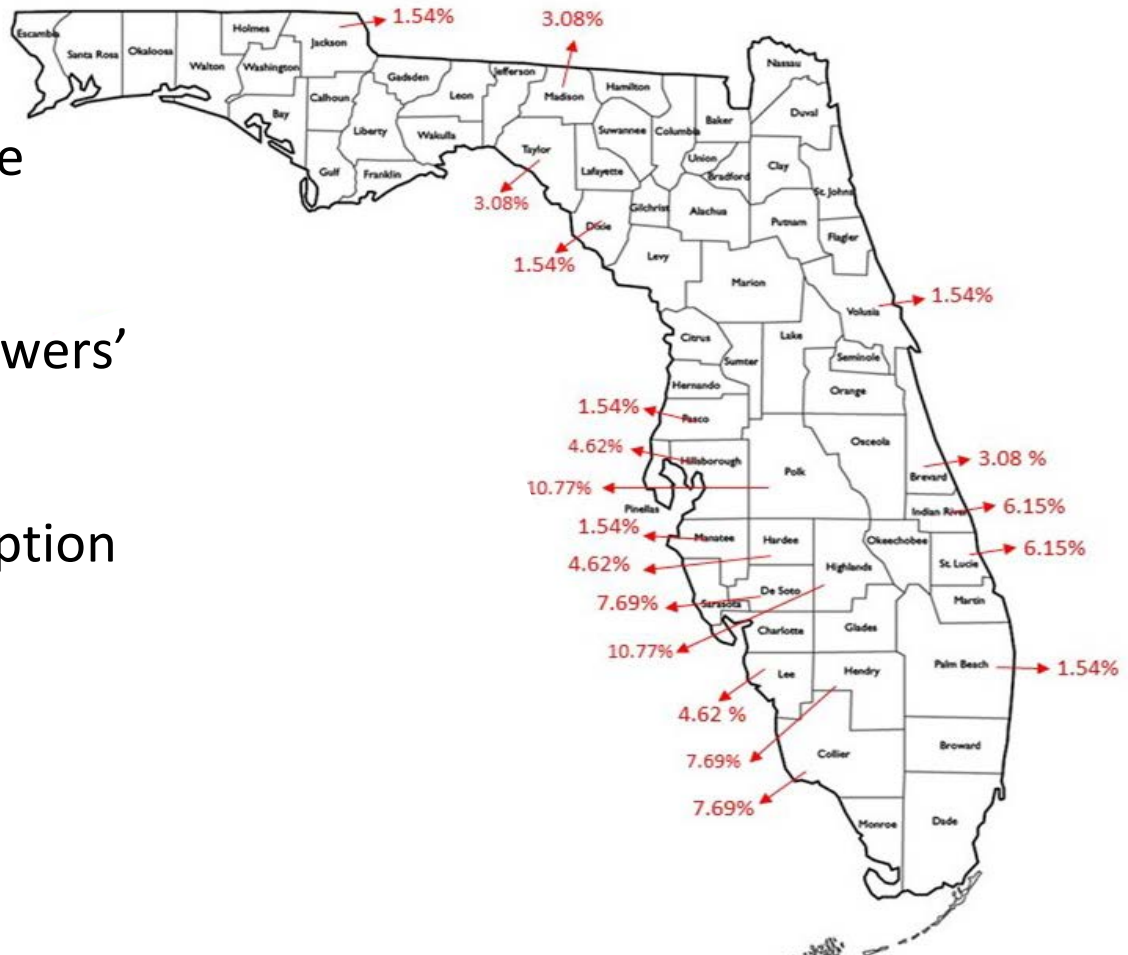 e
wers’
ption
Escambia
Santa Rosa
Okaloosa
Walton
Holmes
Washington
Jackson
1.54%
Bay
Calhoun
Gulf
Gadsden
Liberty
Franklin
Leon
Wakulla
Jefferson
Madison
3.08%
Taylor
3.08%
Hamilton
Suwannee
Lafayette
Dixie
1.54%
Columbia
Baker
Union
Bradford
Gilchrist
Alachua
Levy
Nassau
Duval
Clay
St. Johns
Putnam
Flagler
Marion
Volusia
1.54%
Citrus
Sumter
Lake
Seminole
Orange
Hernando
Pasco
1.54%
Hillsborough
4.62%
Polk
10.77%
Pinellas
Osceola
Brevard
3.08 %
Indian River
6.15%
Manatee
1.54%
Hardee
4.62%
Highlands
Okeechobee
St. Lucie
6.15%
De Soto
7.69%
Sarasota
10.77%
Martin
Charlotte
Glades
Lee
4.62 %
Hendry
7.69%
Palm Beach
1.54%
Collier
7.69%
Broward
Monroe
Dade